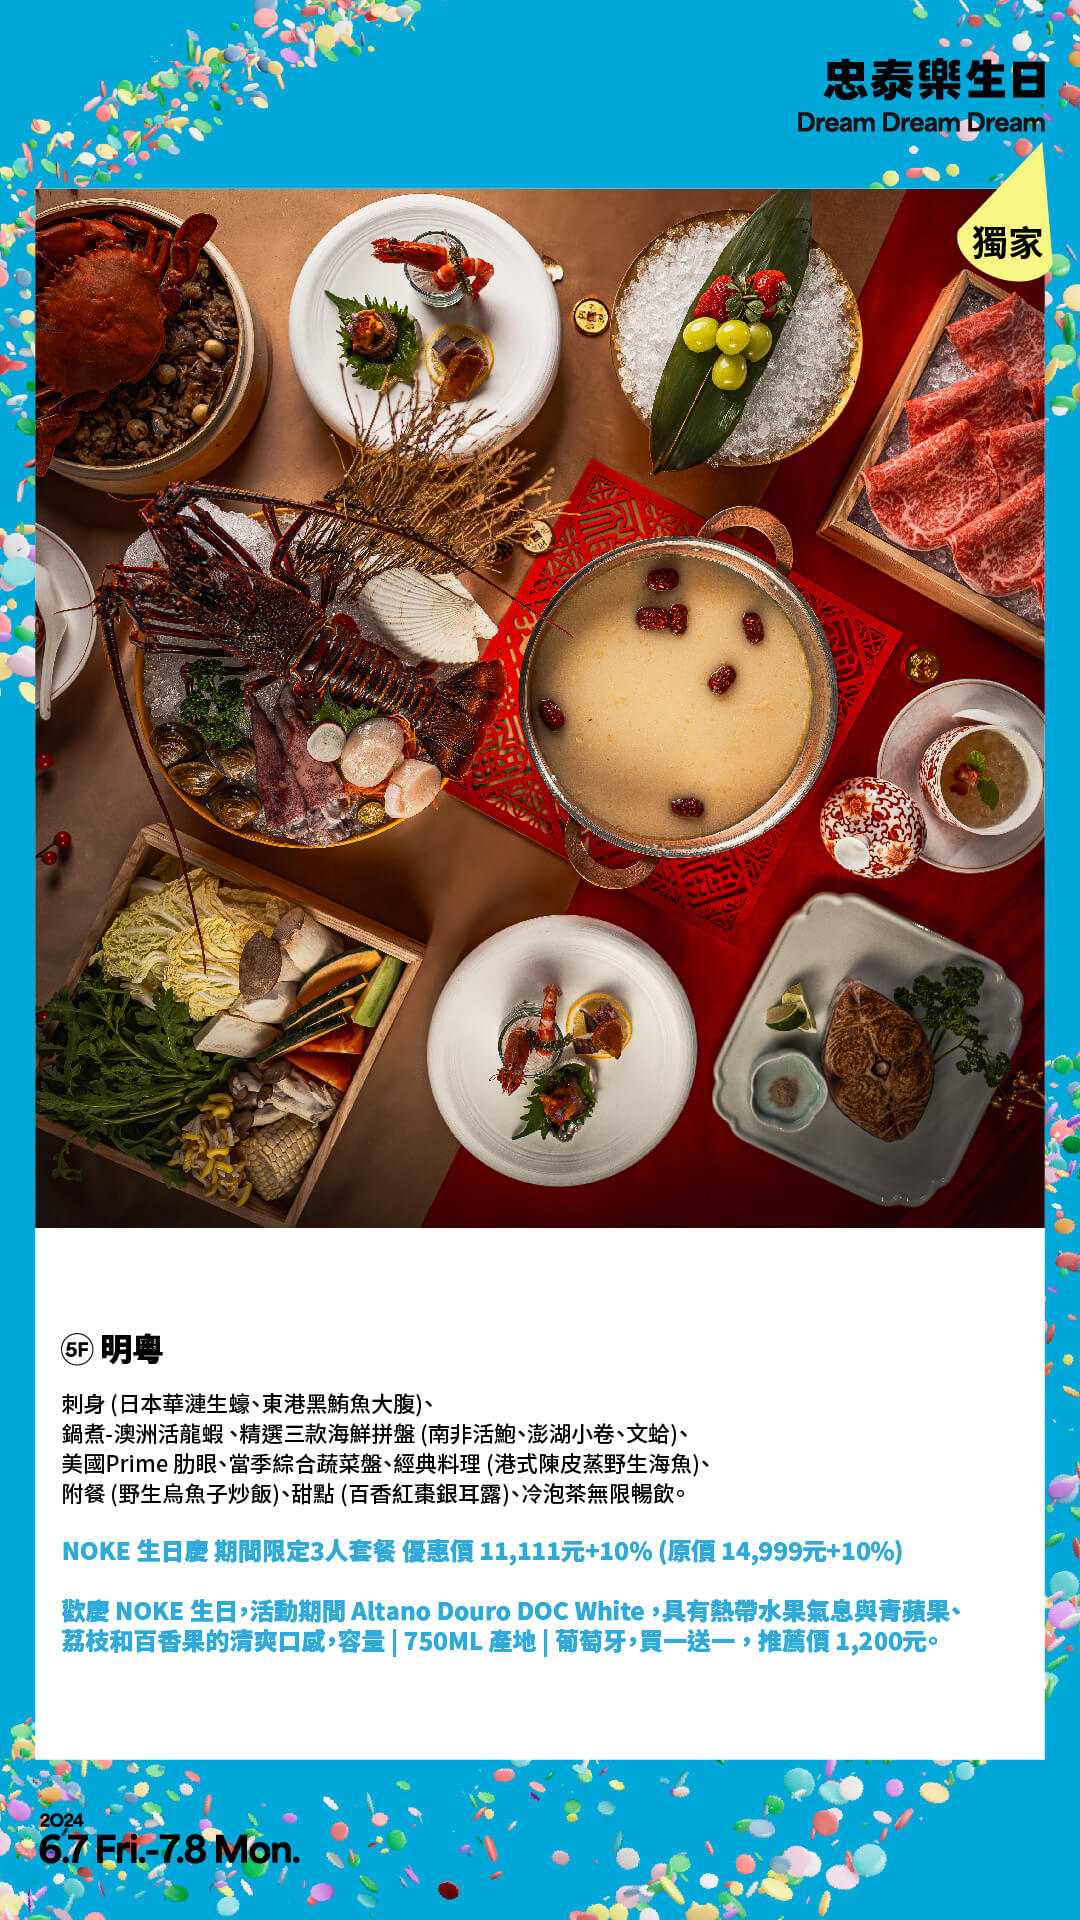 忠泰樂生日
Dream Dream Dream
獨家
5F 明粵
刺身 (日本華漣生蠔、東港黑鮪魚大腹)、
鍋煮-澳洲活龍蝦、精選三款海鮮拼盤 (南非活鮑、澎湖小卷、文蛤)、
美國Prime 肋眼、當季綜合蔬菜盤、經典料理 (港式陳皮蒸野生海魚)、
附餐 (野生烏魚子炒飯)、甜點 (百香紅棗銀耳露)、冷泡茶無限暢飲。
NOKE 生日慶 期間限定3人套餐 優惠價 11,111元+10% (原價 14,999元+10%)
歡慶 NOKE 生日，活動期間 Altano Douro DOC White，具有熱帶水果氣息與青蘋果、
荔枝和百香果的清爽口感，容量 | 750ML 產地 | 葡萄牙，買一送一，推薦價 1,200元。
2024
6.7 Fri.-7.8 Mon.